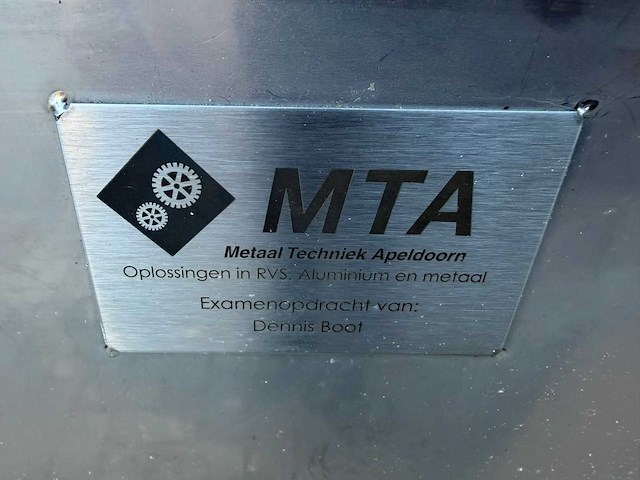 MTA
Metaal Techniek Apeldoorn
Oplossingen in RVS, Aluminium en metaal
Examenopdracht van:
Dennis Boot